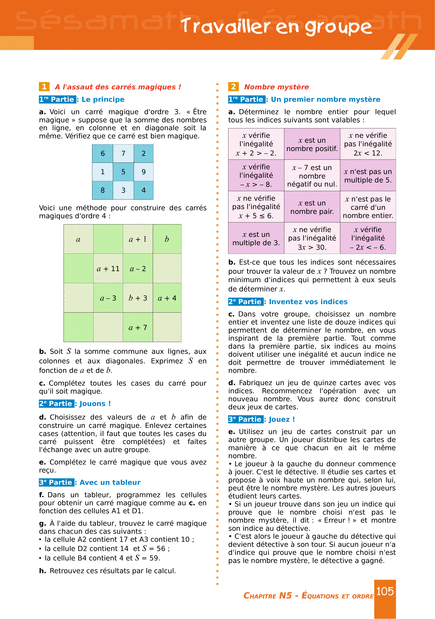 Sésamath
Travailler en groupe
1 A l'assaut des carrés magiques !
1re Partie : Le principe
a. Voici un carré magique d'ordre 3. « Être
magique » suppose que la somme des nombres
en ligne, en colonne et en diagonale soit la
même. Vérifiez que ce carré est bien magique.
6 7 2
1 5 9
8 3 4
Voici une méthode pour construire des carrés
magiques d'ordre 4 :
a a + 1 b
a + 11 a – 2
a – 3 b + 3 a + 4
a + 7
b. Soit S la somme commune aux lignes, aux
colonnes et aux diagonales. Exprimez S en
fonction de a et de b.
c. Complétez toutes les cases du carré pour
qu'il soit magique.
2e Partie : Jouons !
d. Choisissez des valeurs de a et b afin de
construire un carré magique. Enlevez certaines
cases (attention, il faut que toutes les cases du
carré puissent être complétées) et faites
l'échange avec un autre groupe.
e. Complétez le carré magique que vous avez
reçu.
3e Partie : Avec un tableur
f. Dans un tableur, programmez les cellules
pour obtenir un carré magique comme au c. en
fonction des cellules A1 et D1.
g. À l'aide du tableur, trouvez le carré magique
dans chacun des cas suivants :
• la cellule A2 contient 17 et A3 contient 10 ;
• la cellule D2 contient 14 et S = 56 ;
• la cellule B4 contient 4 et S = 59.
h. Retrouvez ces résultats par le calcul.
2 Nombre mystère
1re Partie : Un premier nombre mystère
a. Déterminez le nombre entier pour lequel
tous les indices suivants sont valables :
x vérifie
l'inégalité
x + 2 > – 2.
x est un
nombre positif.
x ne vérifie
pas l'inégalité
2x < 12.
x vérifie
l'inégalité
– x > – 8.
x – 7 est un
nombre
négatif ou nul.
x n'est pas un
multiple de 5.
x ne vérifie
pas l'inégalité
x + 5 ≤ 6.
x est un
nombre pair.
x n'est pas le
carré d'un
nombre entier.
x est un
multiple de 3.
x ne vérifie
pas l'inégalité
3x > 30.
x vérifie
l'inégalité
– 2x < – 6.
b. Est-ce que tous les indices sont nécessaires
pour trouver la valeur de x ? Trouvez un nombre
minimum d'indices qui permettent à eux seuls
de déterminer x.
2e Partie : Inventez vos indices
c. Dans votre groupe, choisissez un nombre
entier et inventez une liste de douze indices qui
permettent de déterminer le nombre, en vous
inspirant de la première partie. Tout comme
dans la première partie, six indices au moins
doivent utiliser une inégalité et aucun indice ne
doit permettre de trouver immédiatement le
nombre.
d. Fabriquez un jeu de quinze cartes avec vos
indices. Recommencez l'opération avec un
nouveau nombre. Vous aurez donc construit
deux jeux de cartes.
3e Partie : Jouez !
e. Utilisez un jeu de cartes construit par un
autre groupe. Un joueur distribue les cartes de
manière à ce que chacun en ait le même
nombre.
• Le joueur à la gauche du donneur commence
à jouer. C'est le détective. Il étudie ses cartes et
propose à voix haute un nombre qui, selon lui,
peut être le nombre mystère. Les autres joueurs
étudient leurs cartes.
• Si un joueur trouve dans son jeu un indice qui
prouve que le nombre choisi n'est pas le
nombre mystère, il dit : « Erreur ! » et montre
son indice au détective.
• C'est alors le joueur à gauche du détective qui
devient détective à son tour. Si aucun joueur n'a
d'indice qui prouve que le nombre choisi n'est
pas le nombre mystère, le détective a gagné.
CHAPITRE N5 - ÉQUATIONS ET ORDRE 105